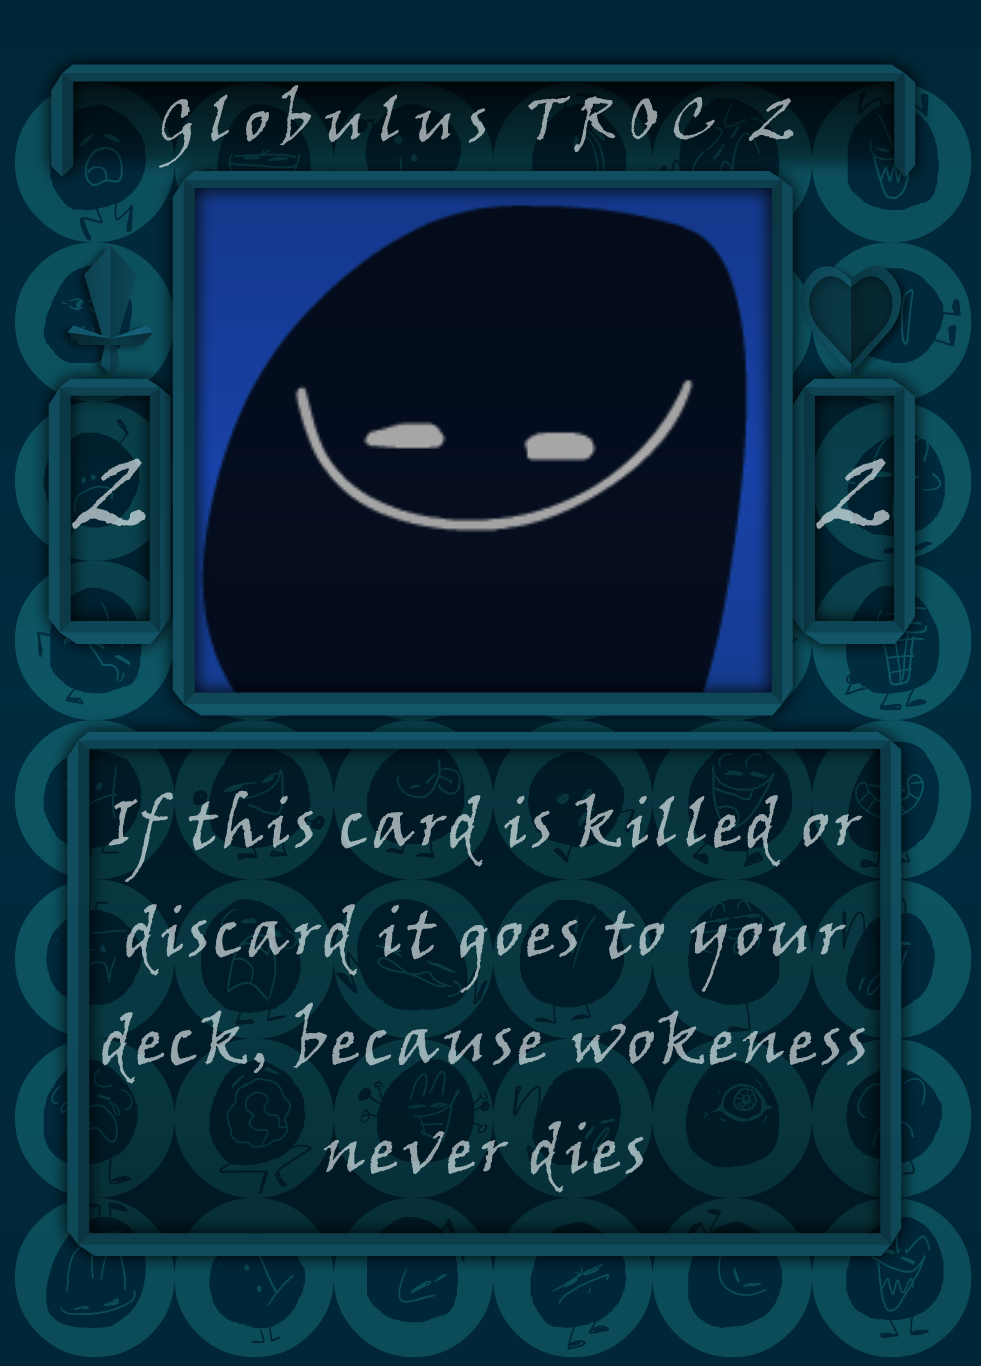 Globulus TROC 2
2
2
If this card is killed or
discard it goes to your
deck, because wokeness
never dies